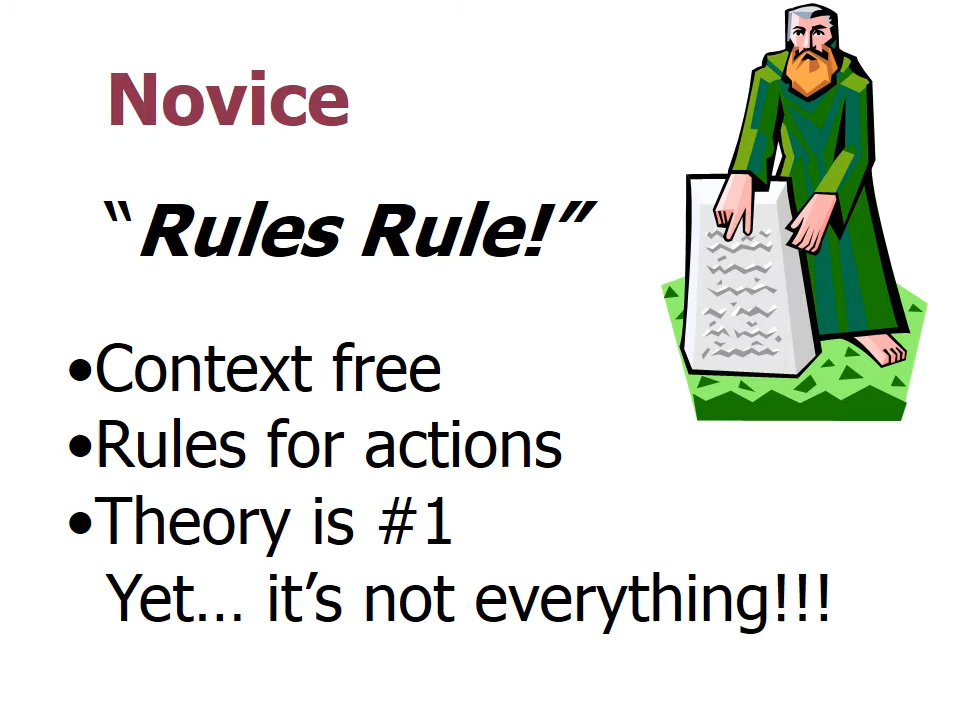 Novice
“Rules Rule!”
•Context free
•Rules for actions
•Theory is #1
Yet... it’s not everything!!!